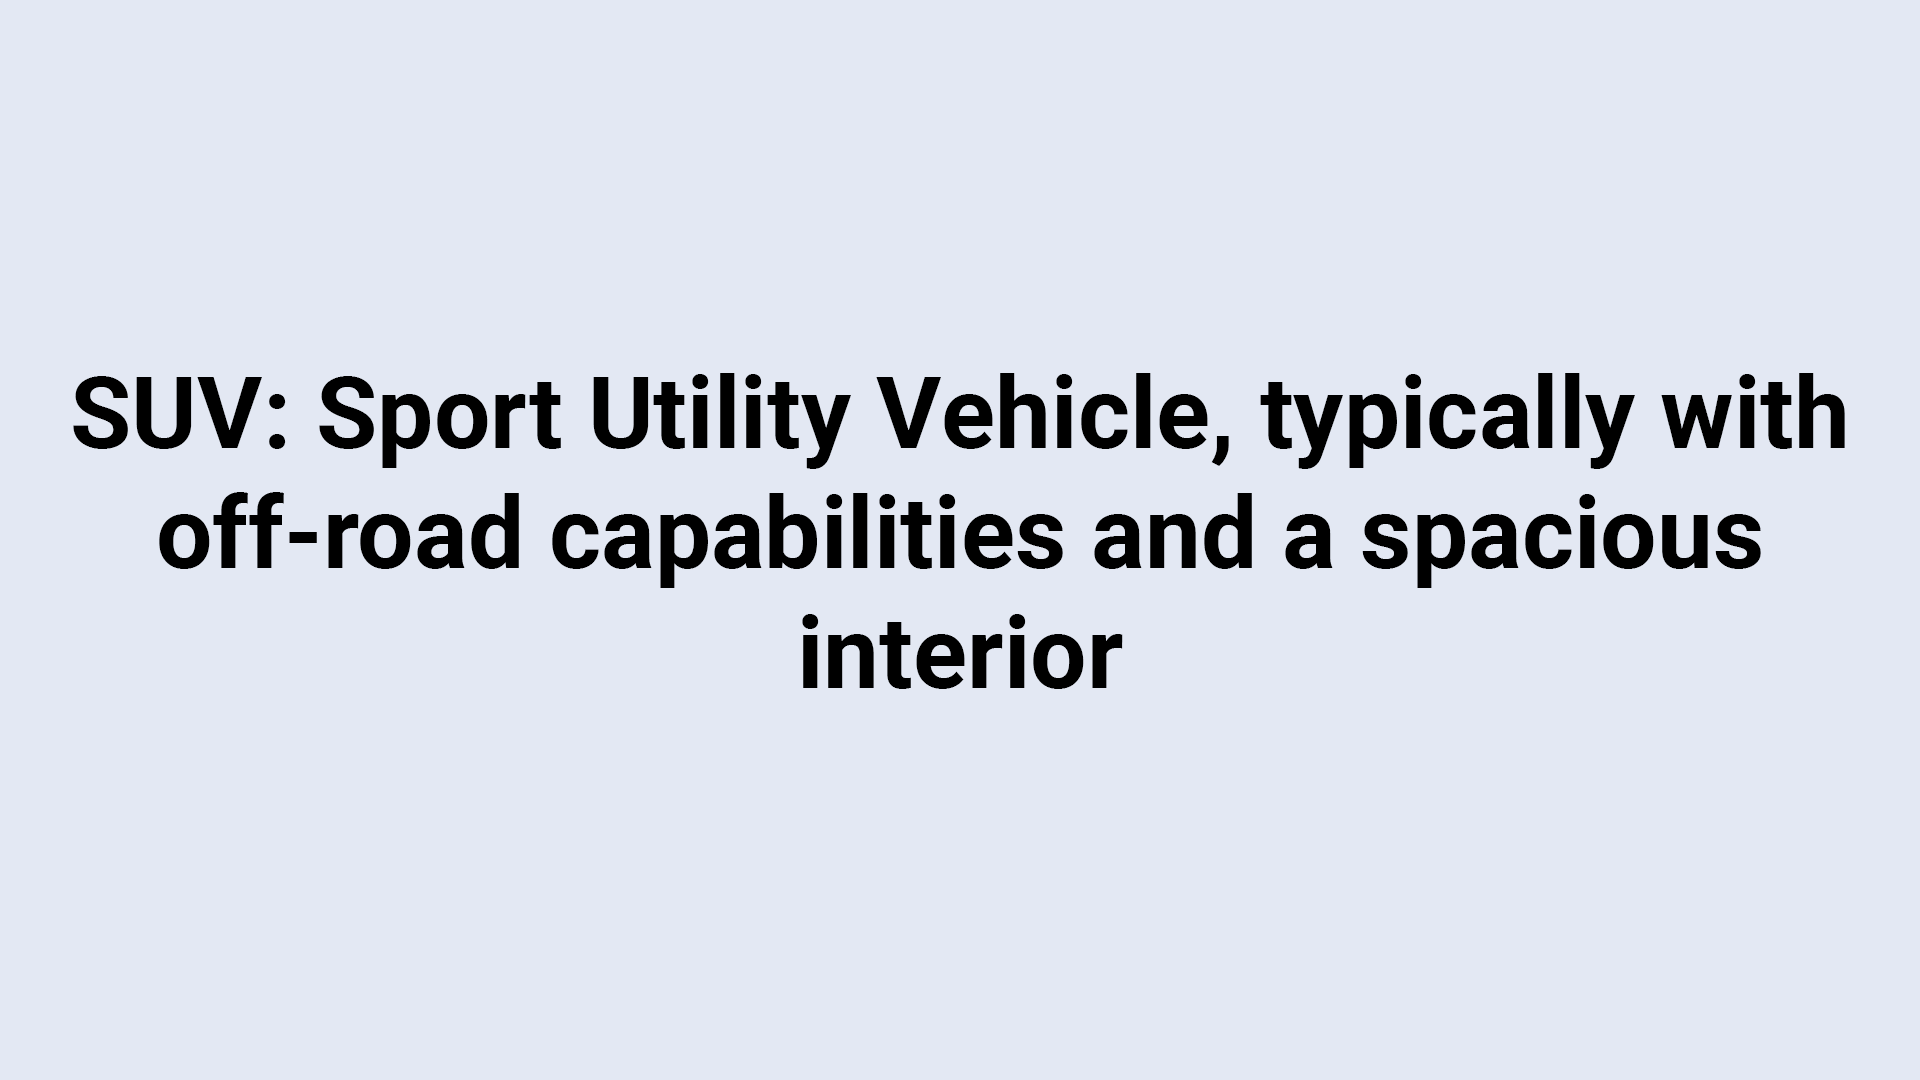 SUV: Sport Utility Vehicle, typically with
off-road capabilities and a spacious
interior